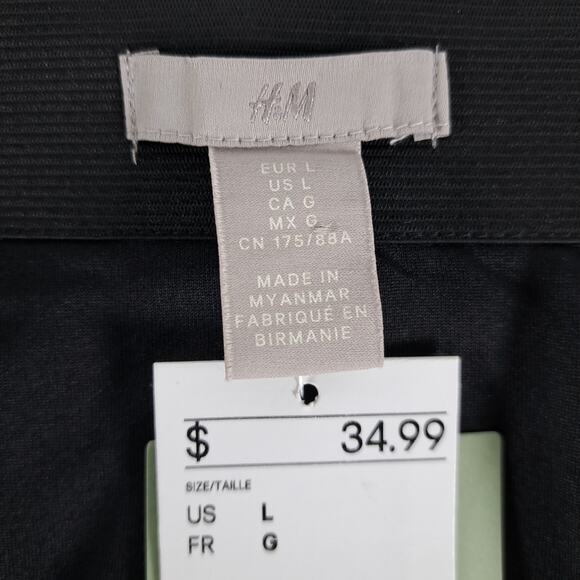 H&M
EUR L
US L
CA G
MX G
CN 175/88A
MADE IN
MYANMAR
FABRIQUÉ EN
BIRMANIE
$ 34.99
SIZE/TAILLE
US L
FR G